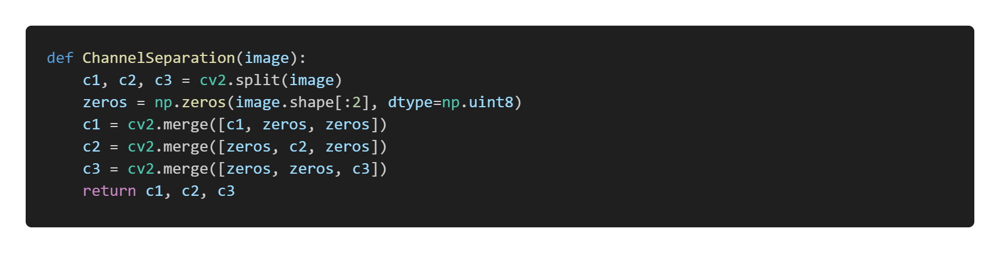 def ChannelSeparation(image):
    c1, c2, c3 = cv2.split(image)
    zeros = np.zeros(image.shape[:2], dtype=np.uint8)
    c1 = cv2.merge([c1, zeros, zeros])
    c2 = cv2.merge([zeros, c2, zeros])
    c3 = cv2.merge([zeros, zeros, c3])
    return c1, c2, c3